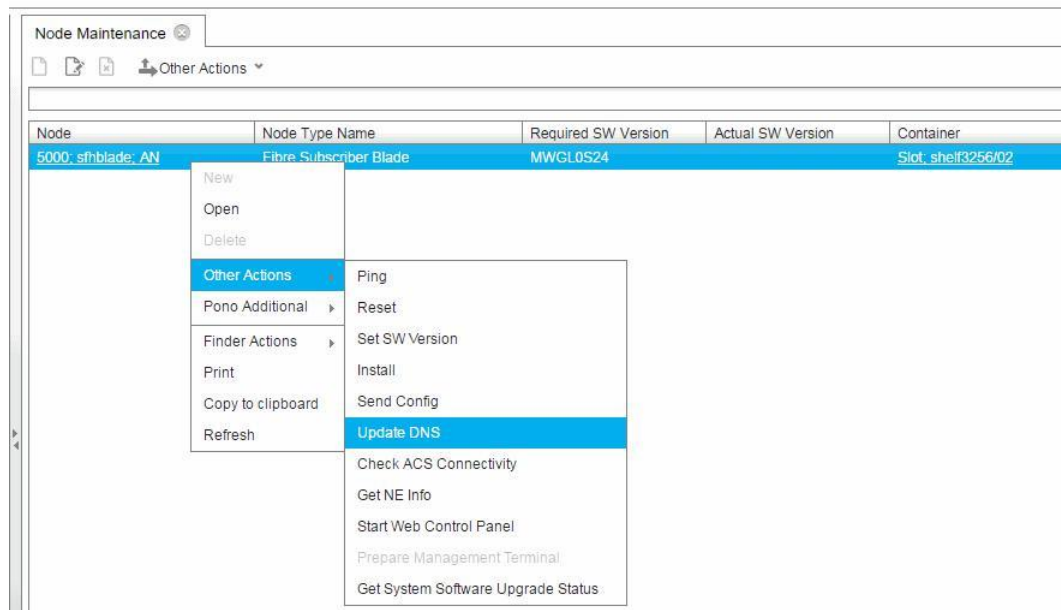 Node Maintenance
Other Actions
Node Node Type Name Required SW Version Actual SW Version Container
5000; sfhblade; AN Fibre Subscriber Blade MWGL0S24 Slot; shelf3256/02
New
Open
Delete
Other Actions
Pono Additional
Finder Actions
Print
Copy to clipboard
Refresh
Ping
Reset
Set SW Version
Install
Send Config
Update DNS
Check ACS Connectivity
Get NE Info
Start Web Control Panel
Prepare Management Terminal
Get System Software Upgrade Status